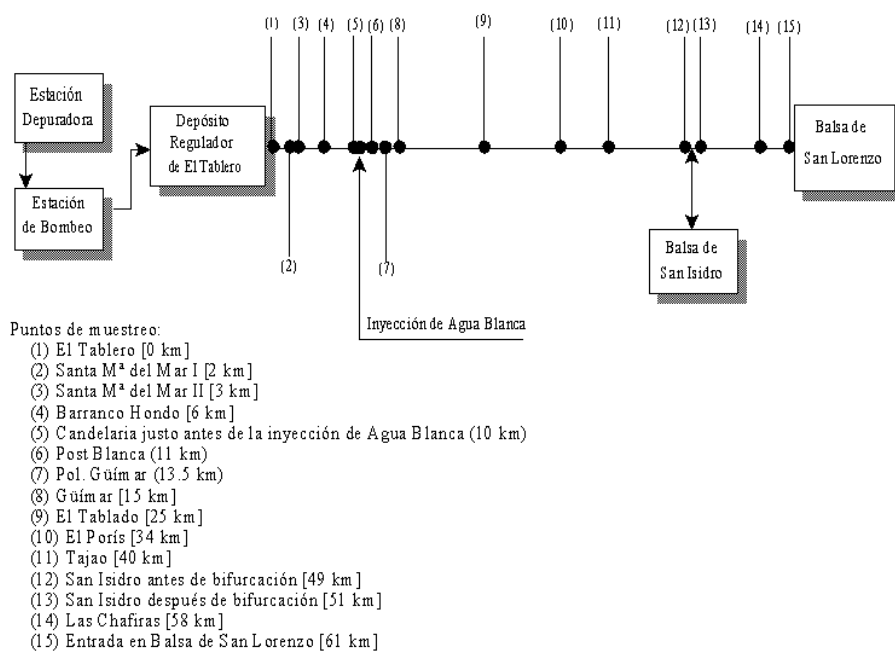 (1)
(3)
(4)
(5)
(6)
(8)
(9)
(10)
(11)
(12)
(13)
(14)
(15)
Estación
Depuradora
Depósito
Regulador
de El Tablero
Balsa de
San Lorenzo
Estación
de Bombeo
(2)
(7)
Balsa de
San Isidro
Inyección de Agua Blanca
Puntos de muestreo:
(1) El Tablero [0 km]
(2) Santa Mª del Mar I [2 km]
(3) Santa Mª del Mar II [3 km]
(4) Barranco Hondo [6 km]
(5) Candelaria justo antes de la inyección de Agua Blanca (10 km)
(6) Post Blanca (11 km)
(7) Pol. Güímar (13.5 km)
(8) Güímar [15 km]
(9) El Tablado [25 km]
(10) El Porís [34 km]
(11) Tajao [40 km]
(12) San Isidro antes de bifurcación [49 km]
(13) San Isidro después de bifurcación [51 km]
(14) Las Chafiras [58 km]
(15) Entrada en Balsa de San Lorenzo [61 km]